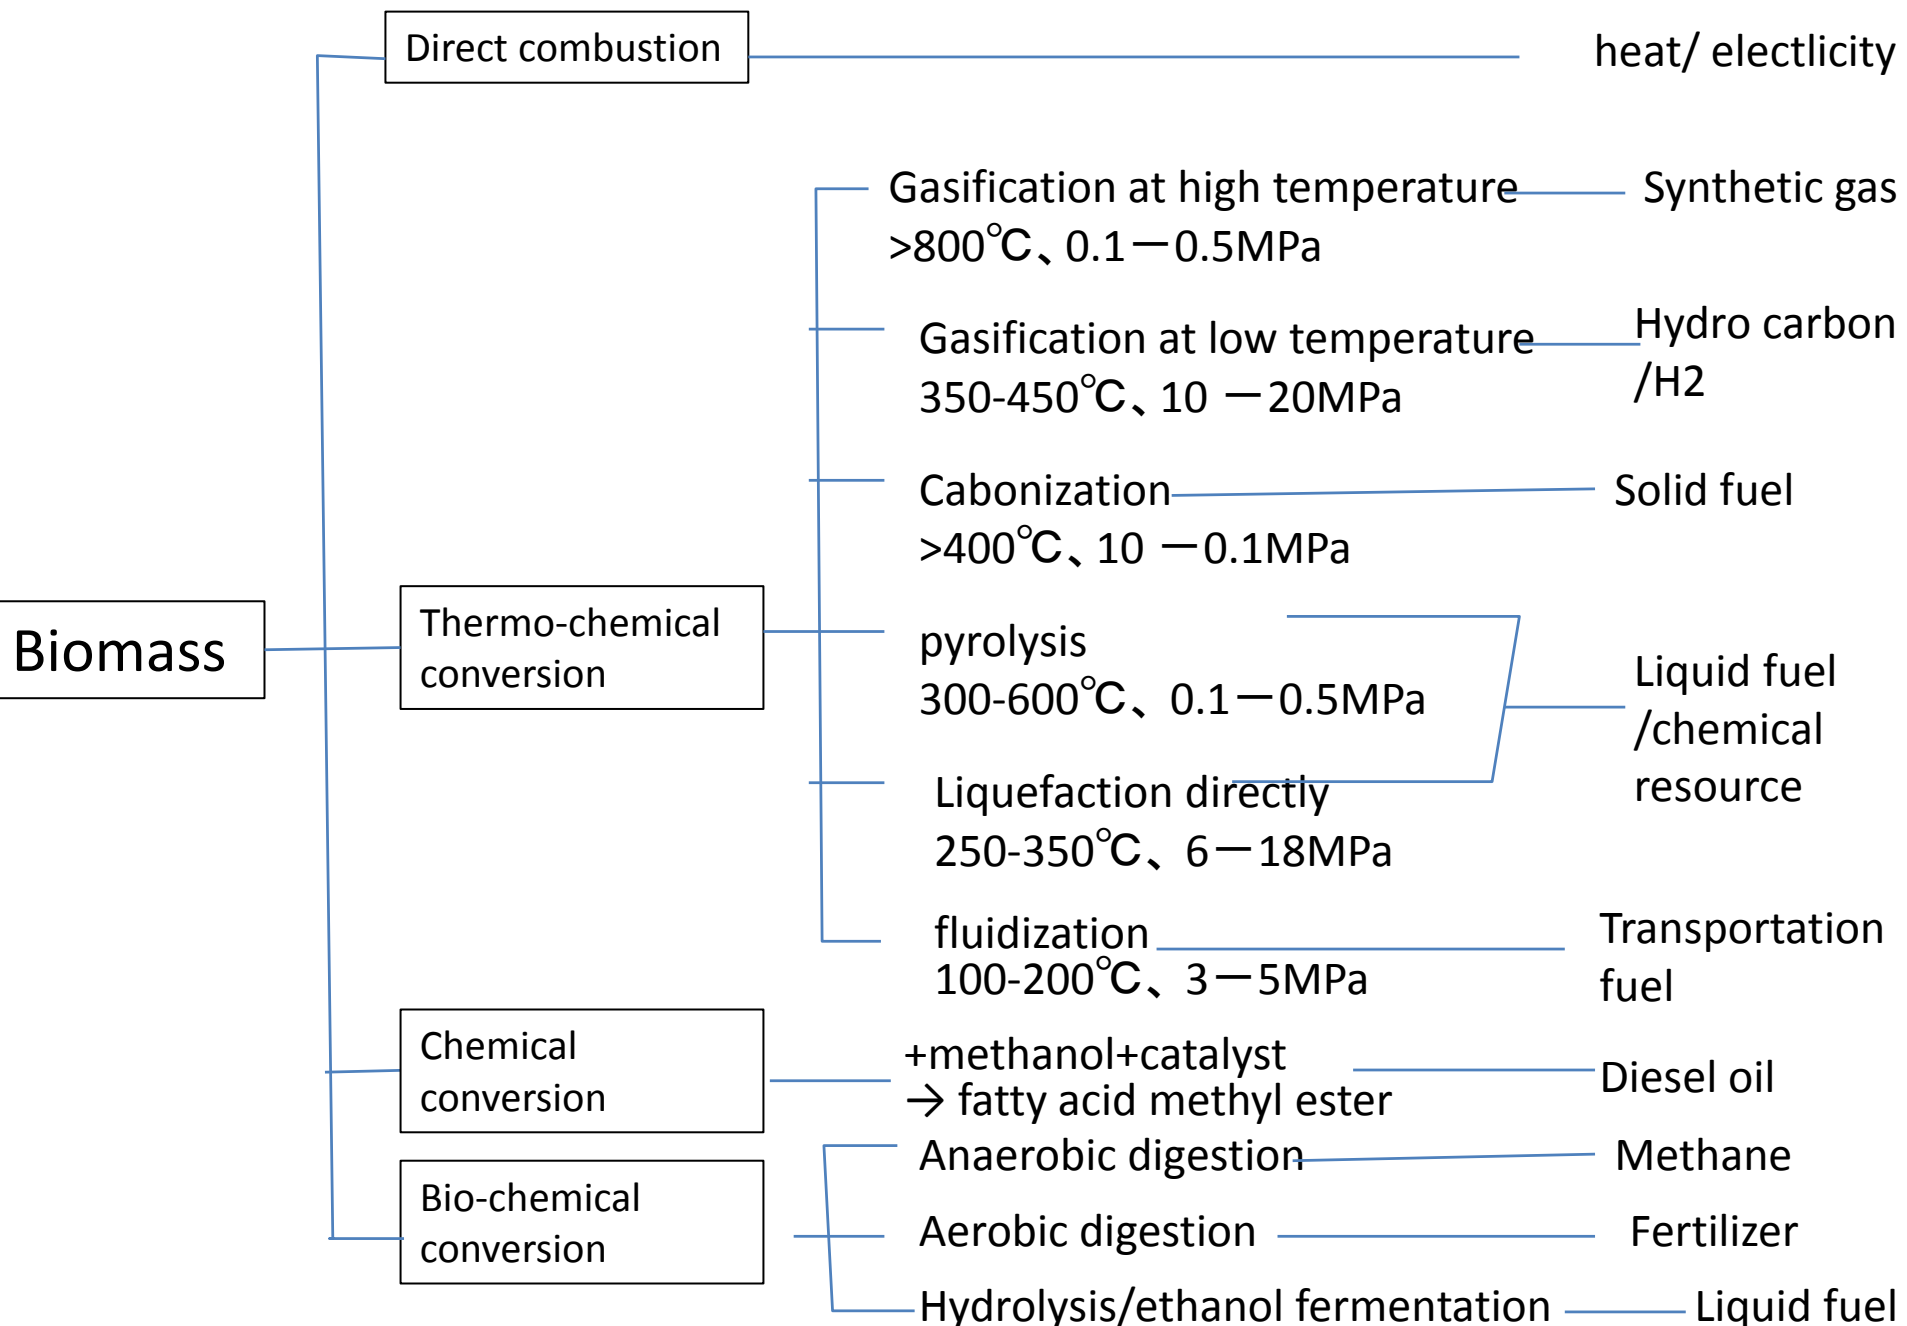 Direct combustion
heat/ electlicity
Gasification at high temperature
>800℃、0.1－0.5MPa
Synthetic gas
Gasification at low temperature
350-450℃、10 －20MPa
Hydro carbon
/H2
Cabonization
>400℃、10 －0.1MPa
Solid fuel
Biomass
Thermo-chemical
conversion
pyrolysis
300-600℃、0.1－0.5MPa
Liquid fuel
/chemical
resource
Liquefaction directly
250-350℃、6－18MPa
fluidization
100-200℃、3－5MPa
Transportation
fuel
Chemical
conversion
+methanol+catalyst
→ fatty acid methyl ester
Diesel oil
Bio-chemical
conversion
Anaerobic digestion
Methane
Aerobic digestion
Fertilizer
Hydrolysis/ethanol fermentation
Liquid fuel